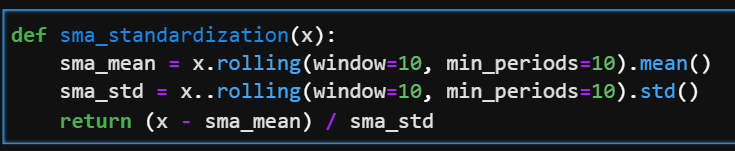 def sma_standardization(x):
    sma_mean = x.rolling(window=10, min_periods=10).mean()
    sma_std = x..rolling(window=10, min_periods=10).std()
    return (x - sma_mean) / sma_std